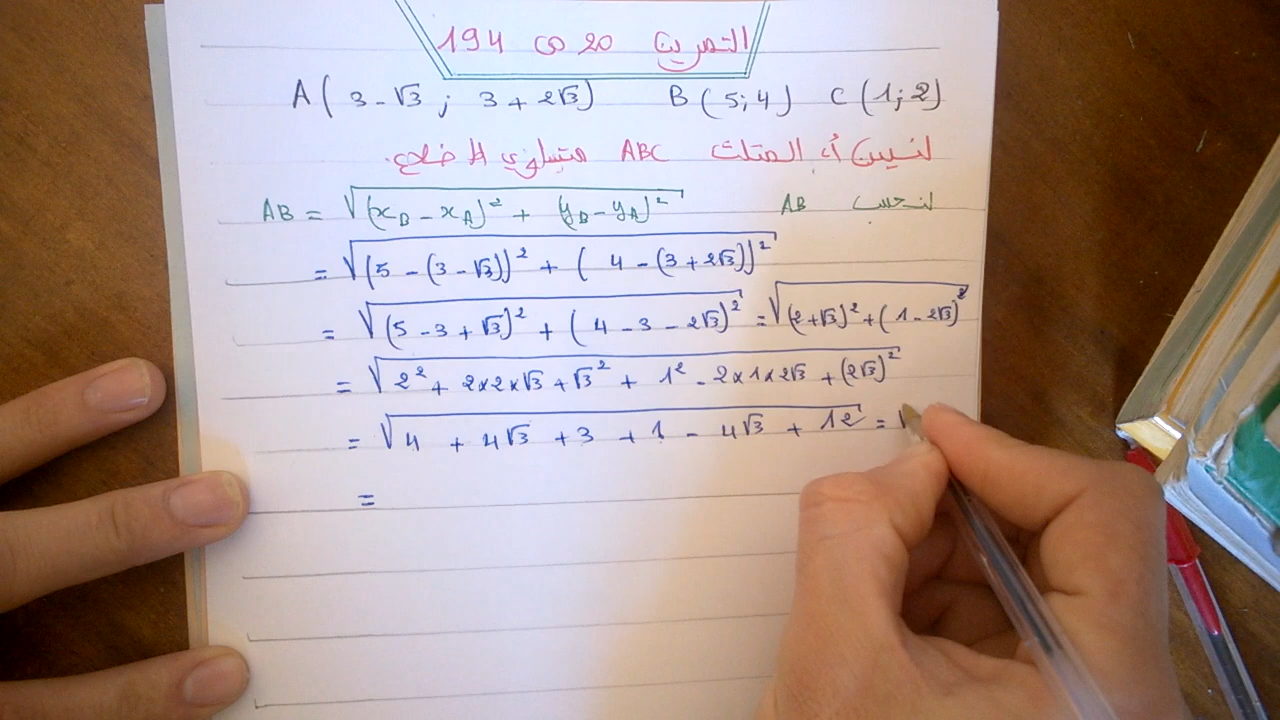 التمرين 20 ص 194
A(3-√3 ; 3+2√3) B(5;4) C(1;2)
لنبين أن المثلث ABC متساوي الأضلاع.
لنحسب AB
AB = √((x_B - x_A)² + (y_B - y_A)²)
= √((5 - (3-√3))² + (4 - (3+2√3))²)
= √((5-3+√3)² + (4-3-2√3)²) = √((2+√3)² + (1-2√3)²)
= √(2² + 2×2×√3 + √3² + 1² - 2×1×2√3 + (2√3)²)
= √(4 + 4√3 + 3 + 1 - 4√3 + 12) = √
=